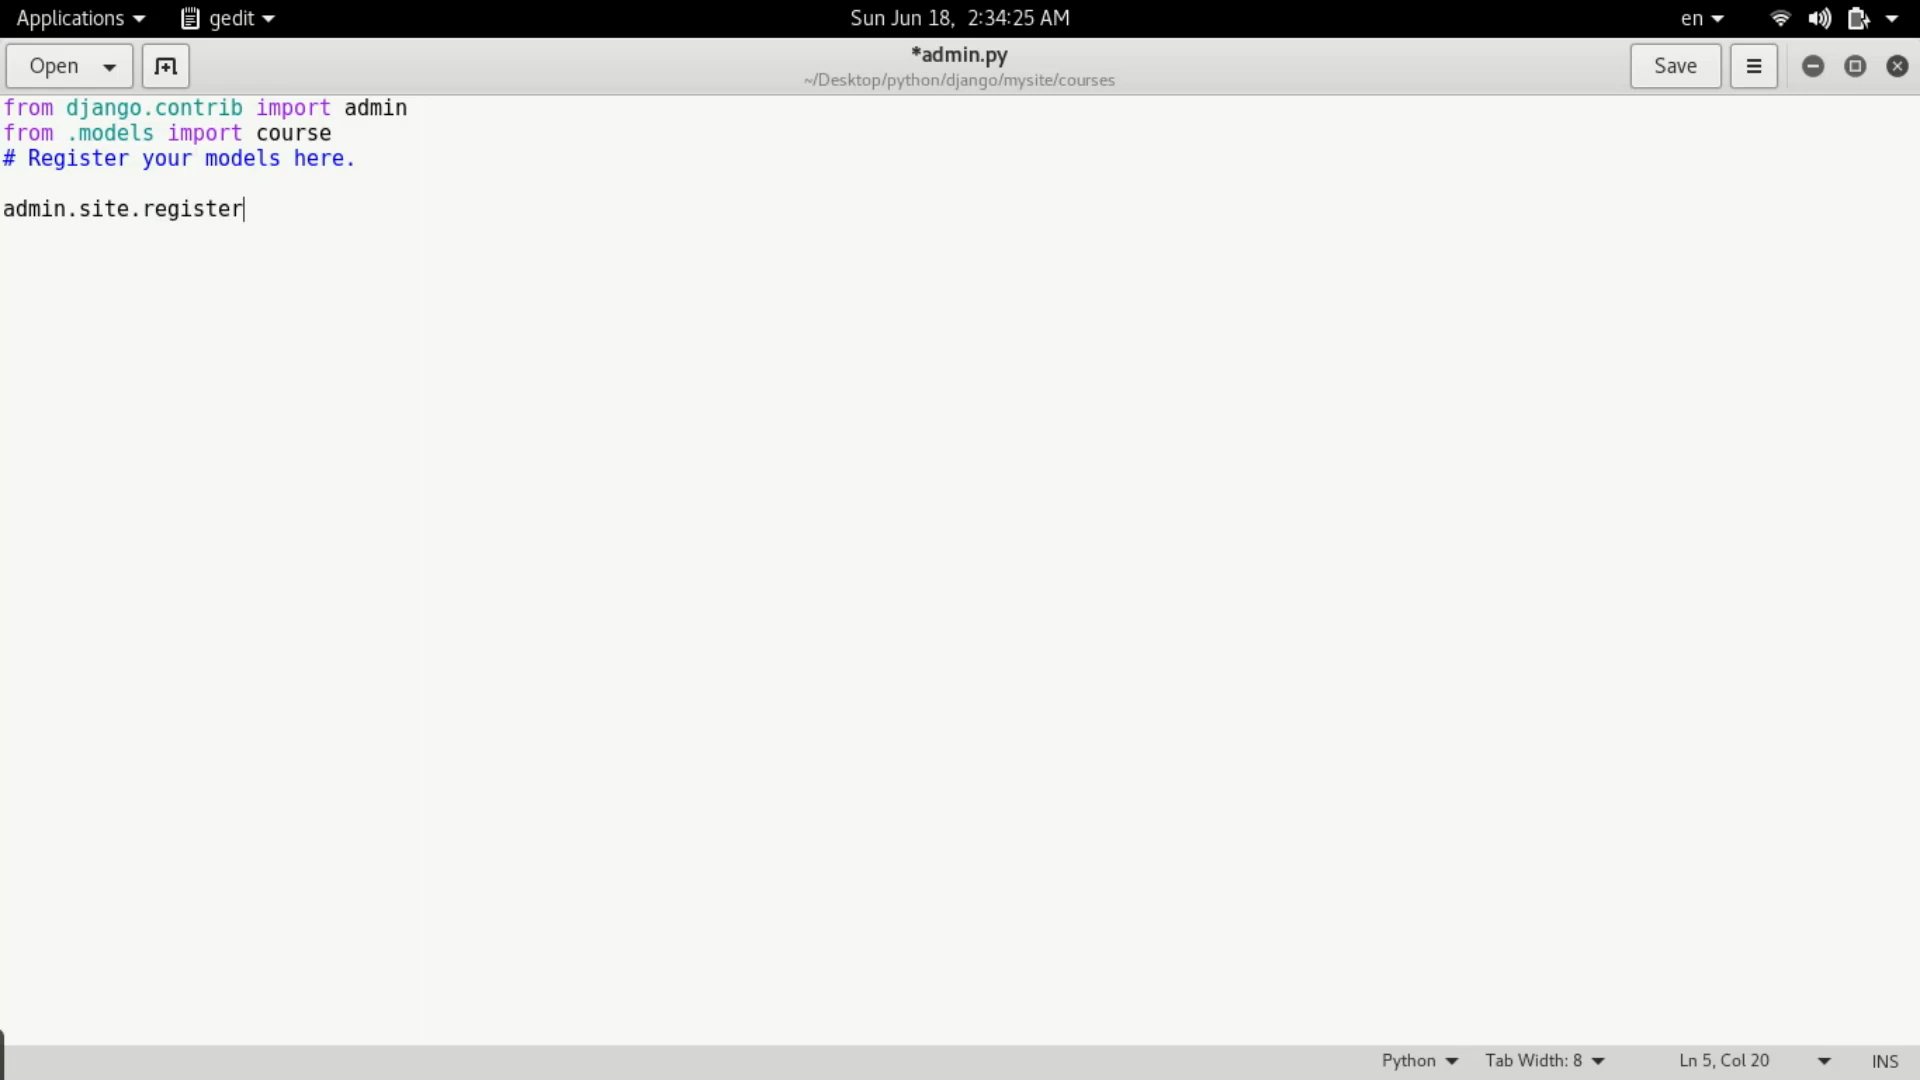 Applications gedit Sun Jun 18, 2:34:25 AM en
Open *admin.py Save
~/Desktop/python/django/mysite/courses
from django.contrib import admin
from .models import course
# Register your models here.
admin.site.register
Python Tab Width: 8 Ln 5, Col 20 INS